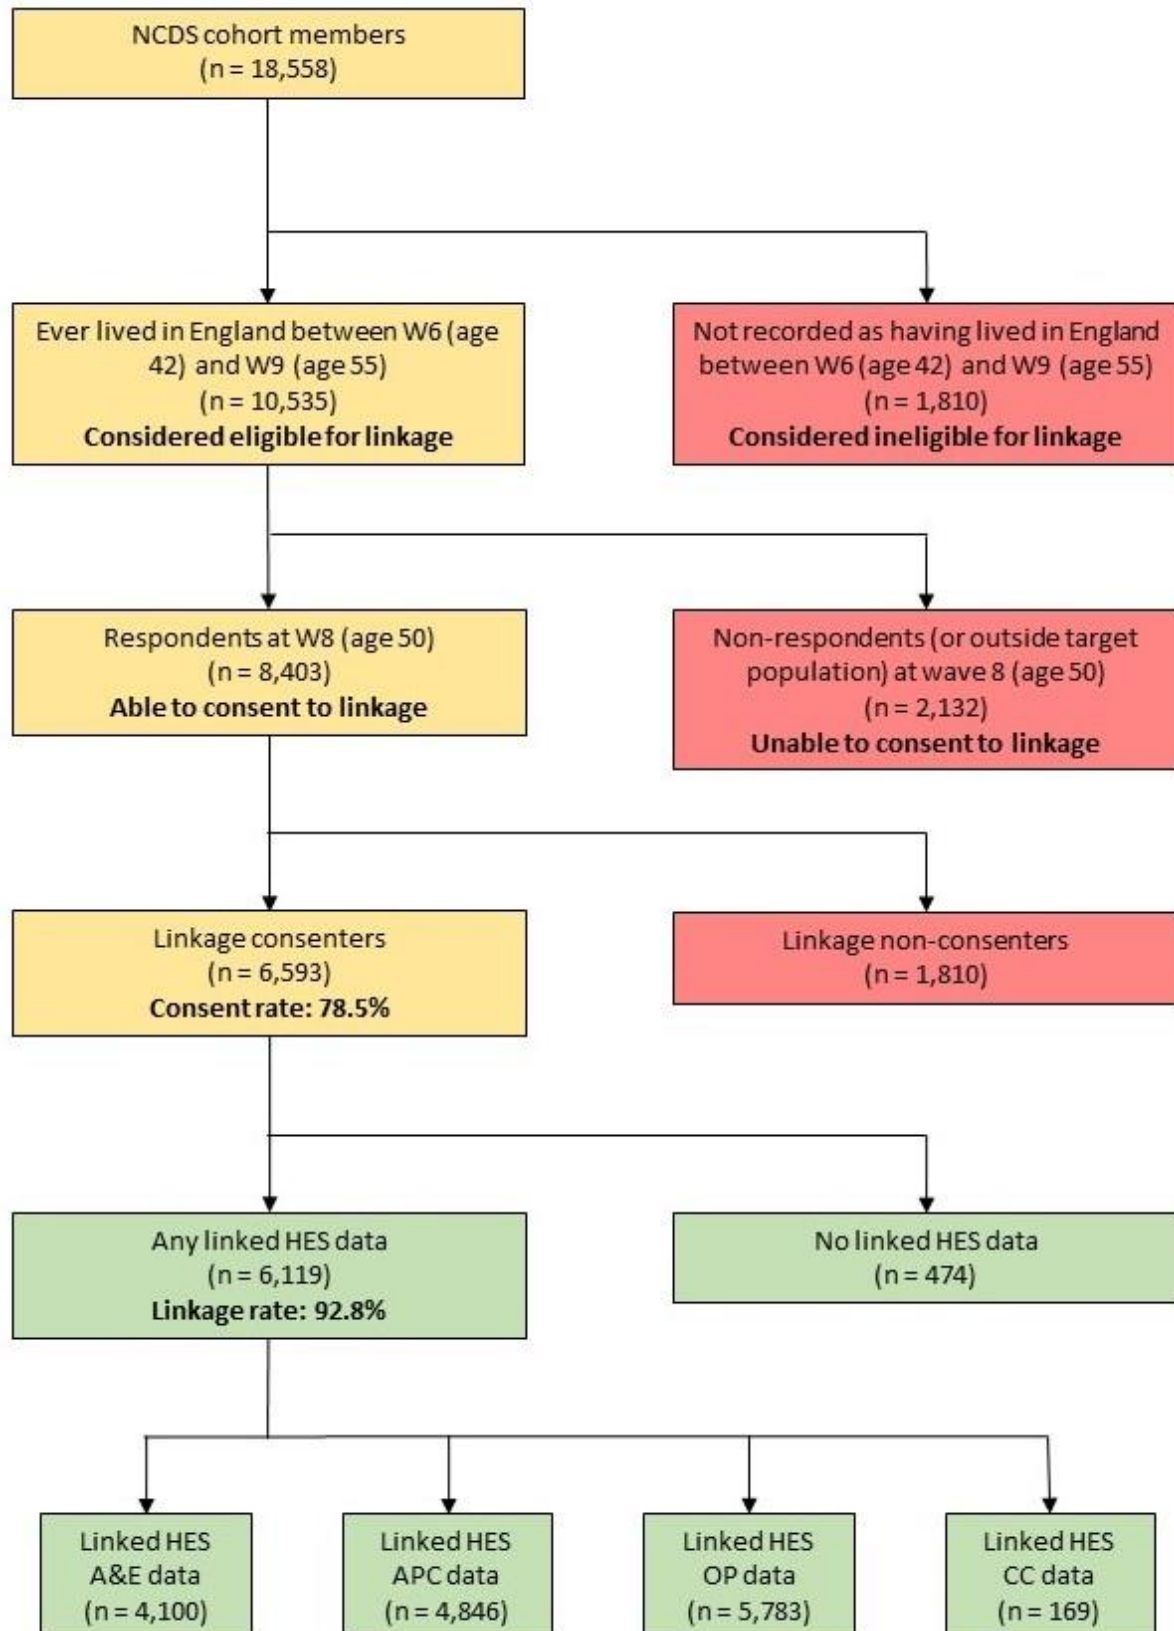 NCDS cohort members
(n = 18,558)
Ever lived in England between W6 (age
42) and W9 (age 55)
(n = 10,535)
Considered eligible for linkage
Not recorded as having lived in England
between W6 (age 42) and W9 (age 55)
(n = 1,810)
Considered ineligible for linkage
Respondents at W8 (age 50)
(n = 8,403)
Able to consent to linkage
Non-respondents (or outside target
population) at wave 8 (age 50)
(n = 2,132)
Unable to consent to linkage
Linkage consenters
(n = 6,593)
Consent rate: 78.5%
Linkage non-consenters
(n = 1,810)
Any linked HES data
(n = 6,119)
Linkage rate: 92.8%
No linked HES data
(n = 474)
Linked HES
A&E data
(n = 4,100)
Linked HES
APC data
(n = 4,846)
Linked HES
OP data
(n = 5,783)
Linked HES
CC data
(n = 169)